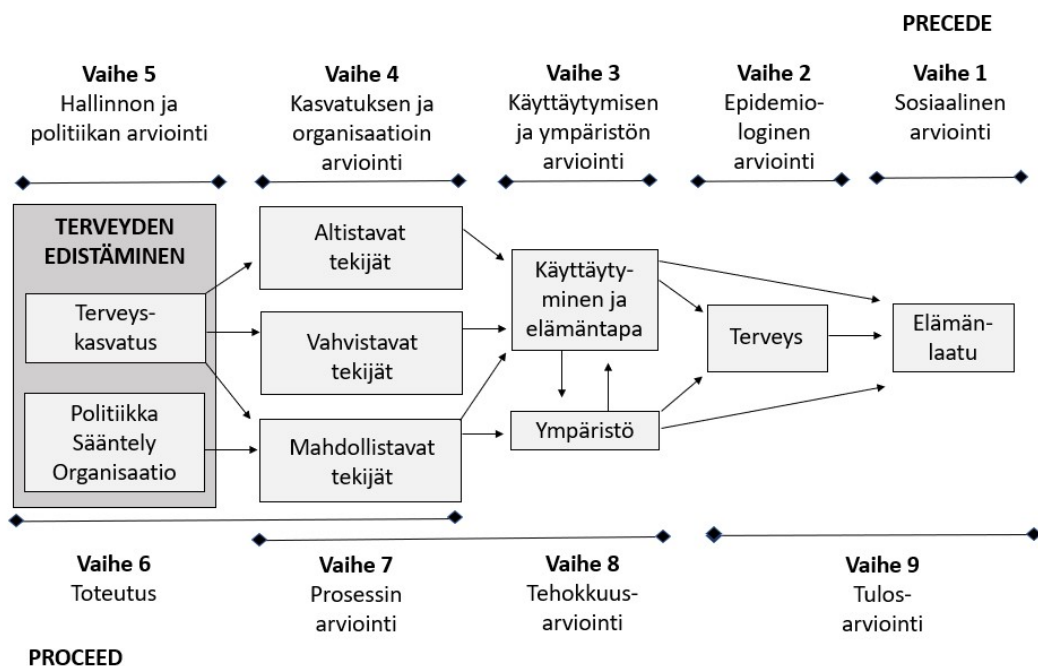 PRECEDE
Vaihe 5
Hallinnon ja
politiikan arviointi
Vaihe 4
Kasvatuksen ja
organisaatioin
arviointi
Vaihe 3
Käyttäytymisen
ja ympäristön
arviointi
Vaihe 2
Epidemio-
loginen
arviointi
Vaihe 1
Sosiaalinen
arviointi
TERVEYDEN
EDISTÄMINEN
Terveys-
kasvatus
Politiikka
Sääntely
Organisaatio
Altistavat
tekijät
Vahvistavat
tekijät
Mahdollistavat
tekijät
Käyttäyty-
minen ja
elämäntapa
Ympäristö
Terveys
Elämän-
laatu
Vaihe 6
Toteutus
Vaihe 7
Prosessin
arviointi
Vaihe 8
Tehokkuus-
arviointi
Vaihe 9
Tulos-
arviointi
PROCEED